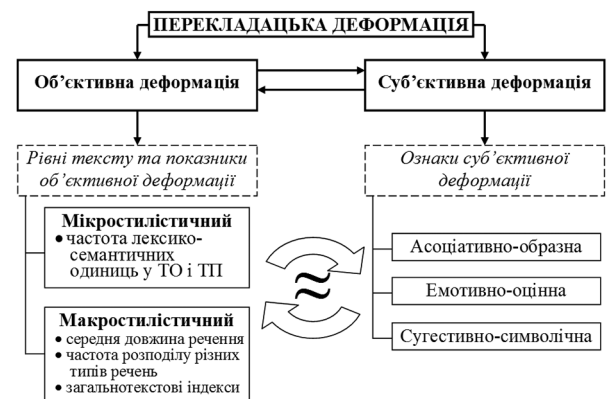 ПЕРЕКЛАДАЦЬКА ДЕФОРМАЦІЯ
Об’єктивна деформація
Суб’єктивна деформація
Рівні тексту та показники
об’єктивної деформації
Ознаки суб’єктивної
деформації
Мікростилістичний
• частота лексико-
семантичних
одиниць у ТО і ТП
Макростилістичний
• середня довжина речення
• частота розподілу різних
типів речень
• загальнотекстові індекси
≈
Асоціативно-образна
Емотивно-оцінна
Сугестивно-символічна